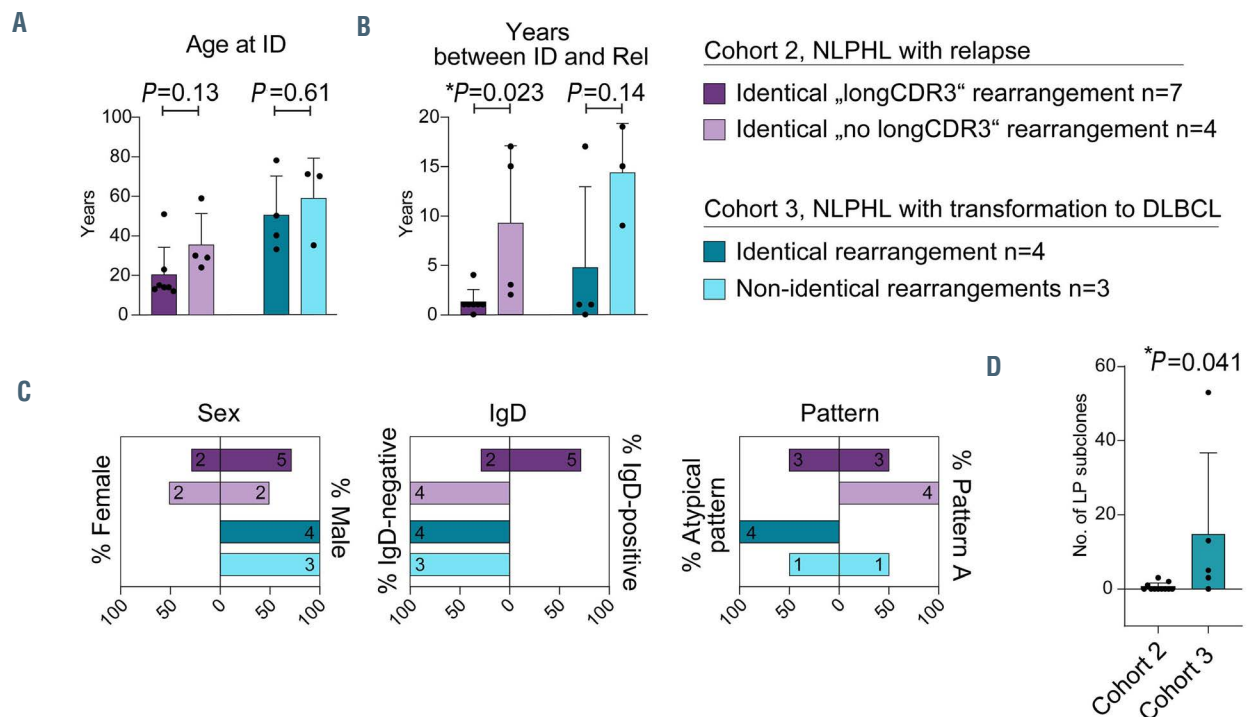 A
Age at ID
P=0.13
P=0.61
Years
100
80
60
40
20
0
B
Years
between ID and Rel
*P=0.023
P=0.14
Years
20
15
10
5
0
Cohort 2, NLPHL with relapse
Identical „longCDR3“ rearrangement n=7
Identical „no longCDR3“ rearrangement n=4
Cohort 3, NLPHL with transformation to DLBCL
Identical rearrangement n=4
Non-identical rearrangements n=3
C
Sex
% Female
% Male
2 5
2 2
4
3
100 50 0 50 100
IgD
% IgD-negative
% IgD-positive
2 5
4
4
3
100 50 0 50 100
Pattern
% Atypical
pattern
% Pattern A
3 3
4
4
1 1
100 50 0 50 100
D
*P=0.041
No. of LP subclones
60
40
20
0
Cohort 2
Cohort 3